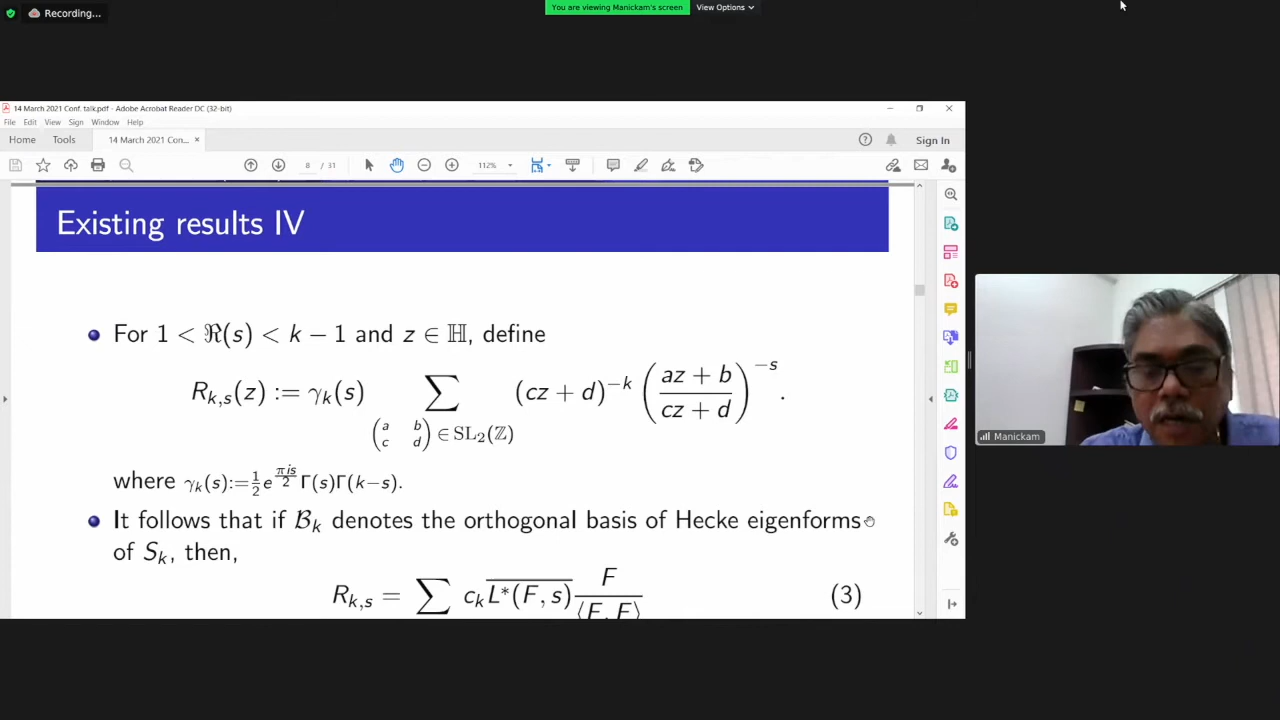 Recording...
You are viewing Manickam's screen
View Options
14 March 2021 Conf. talk.pdf - Adobe Acrobat Reader DC (32-bit)
File Edit View Sign Window Help
Home Tools 14 March 2021 Con... × Sign In
8 / 31 112%
Existing results IV
For 1 < ℜ(s) < k − 1 and z ∈ ℍ, define
R_{k,s}(z) := γ_k(s) ∑_{(a b; c d) ∈ SL_2(ℤ)} (cz + d)^{−k} ((az + b)/(cz + d))^{−s}.
where γ_k(s):=½e^{πis/2}Γ(s)Γ(k−s).
It follows that if ℬ_k denotes the orthogonal basis of Hecke eigenforms
of S_k, then,
R_{k,s} = ∑ c_k \overline{L*(F, s)} F/⟨F, F⟩ (3)
Manickam